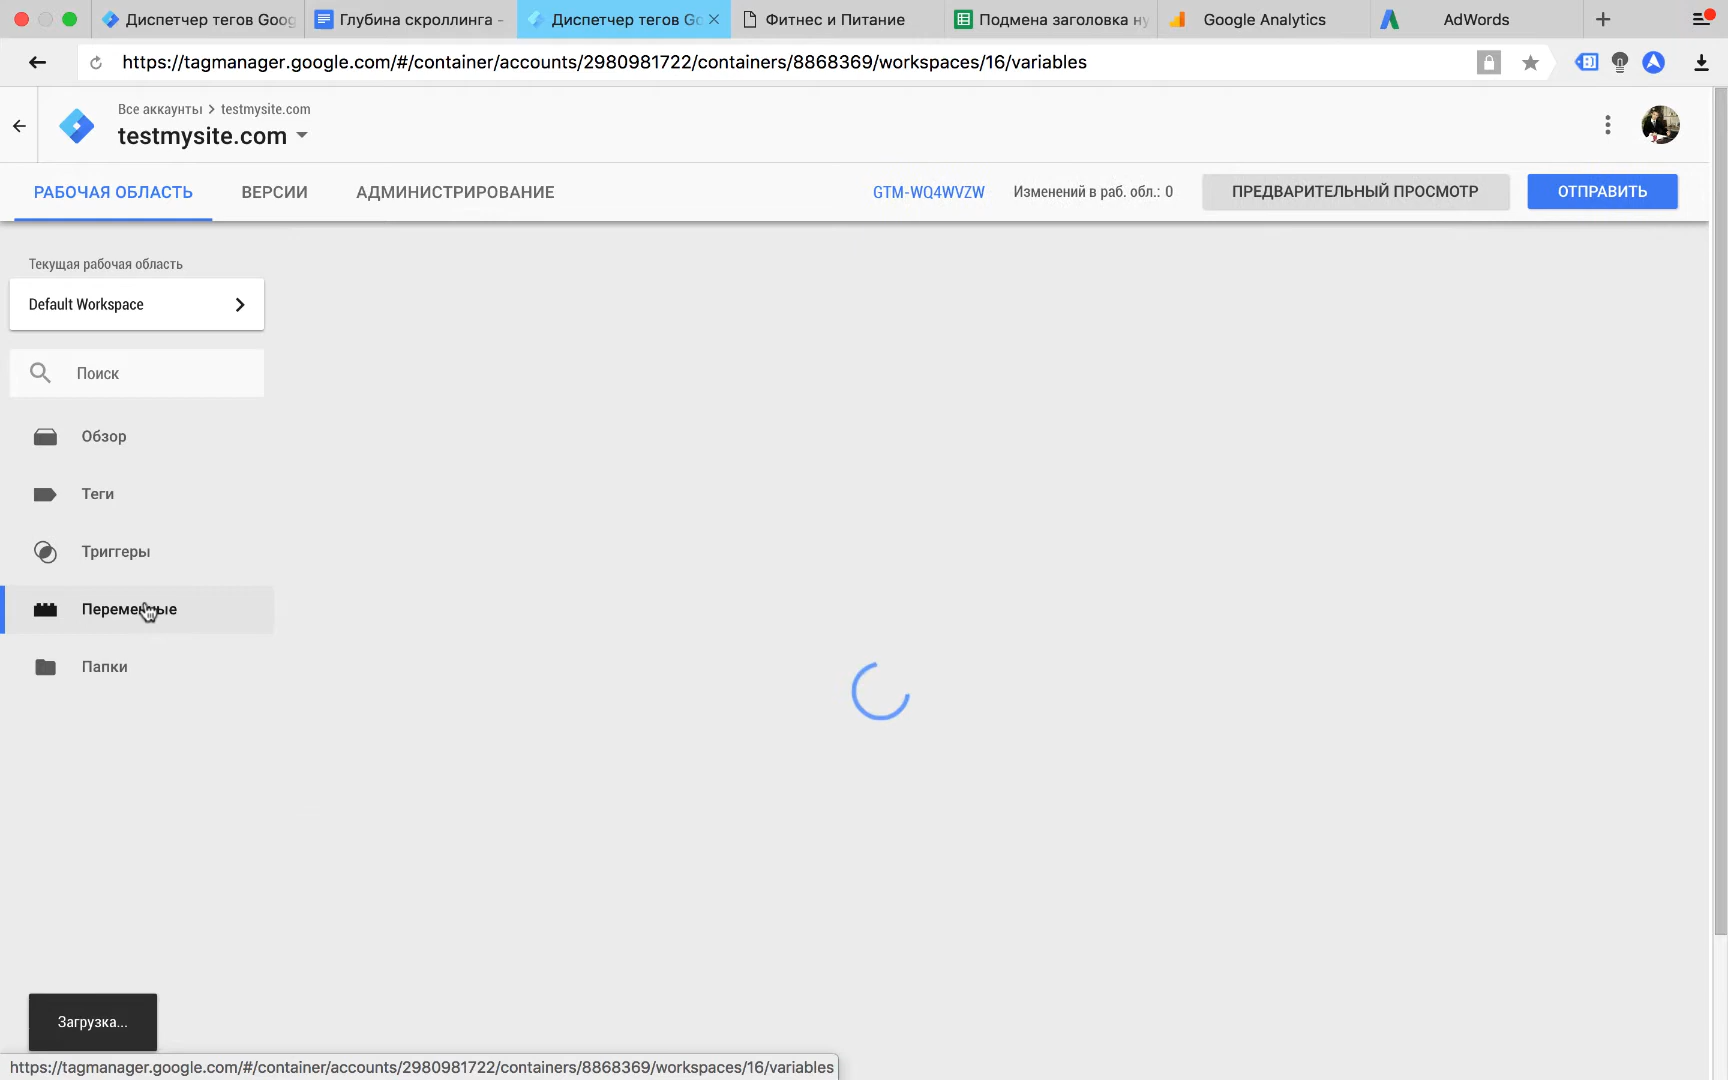 Диспетчер тегов Goog
Глубина скроллинга -
Диспетчер тегов Go
Фитнес и Питание
Подмена заголовка ну
Google Analytics
AdWords
https://tagmanager.google.com/#/container/accounts/2980981722/containers/8868369/workspaces/16/variables
Все аккаунты > testmysite.com
testmysite.com
РАБОЧАЯ ОБЛАСТЬ
ВЕРСИИ
АДМИНИСТРИРОВАНИЕ
GTM-WQ4WVZW
Изменений в раб. обл.: 0
ПРЕДВАРИТЕЛЬНЫЙ ПРОСМОТР
ОТПРАВИТЬ
Текущая рабочая область
Default Workspace
Поиск
Обзор
Теги
Триггеры
Переменные
Папки
Загрузка...
https://tagmanager.google.com/#/container/accounts/2980981722/containers/8868369/workspaces/16/variables